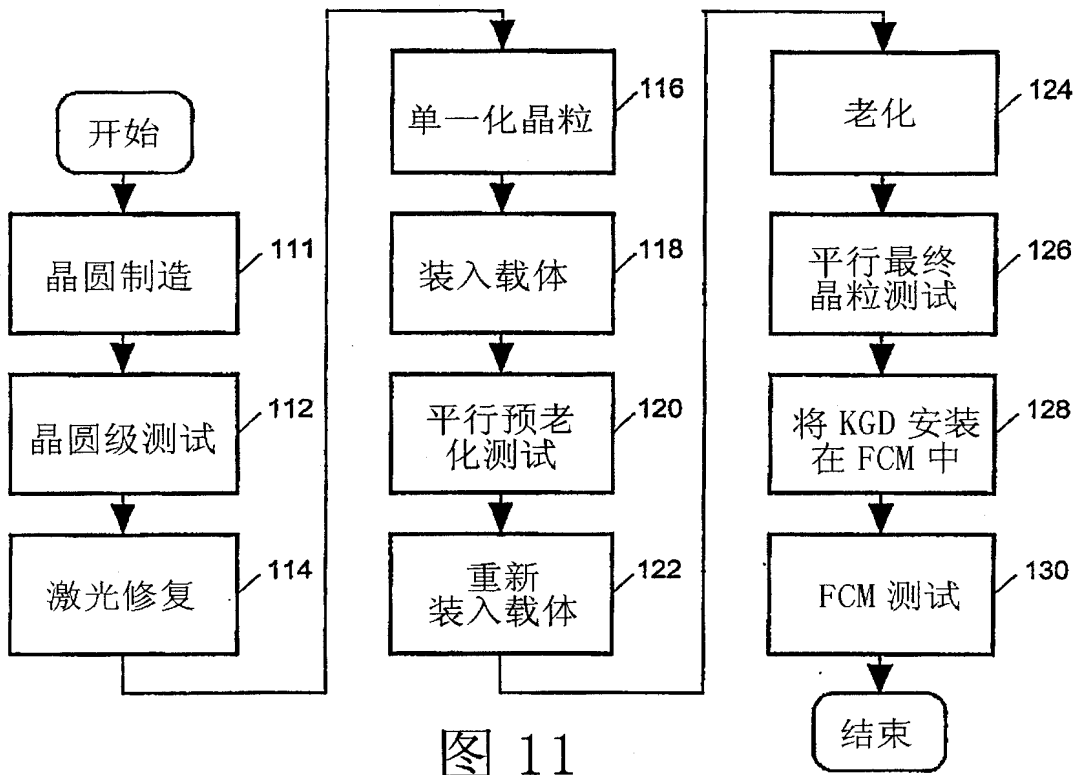 开始
晶圆制造
111
晶圆级测试
112
激光修复
114
单一化晶粒
116
装入载体
118
平行预老
化测试
120
重新
装入载体
122
老化
124
平行最终
晶粒测试
126
将 KGD 安装
在 FCM 中
128
FCM 测试
130
结束
图 11